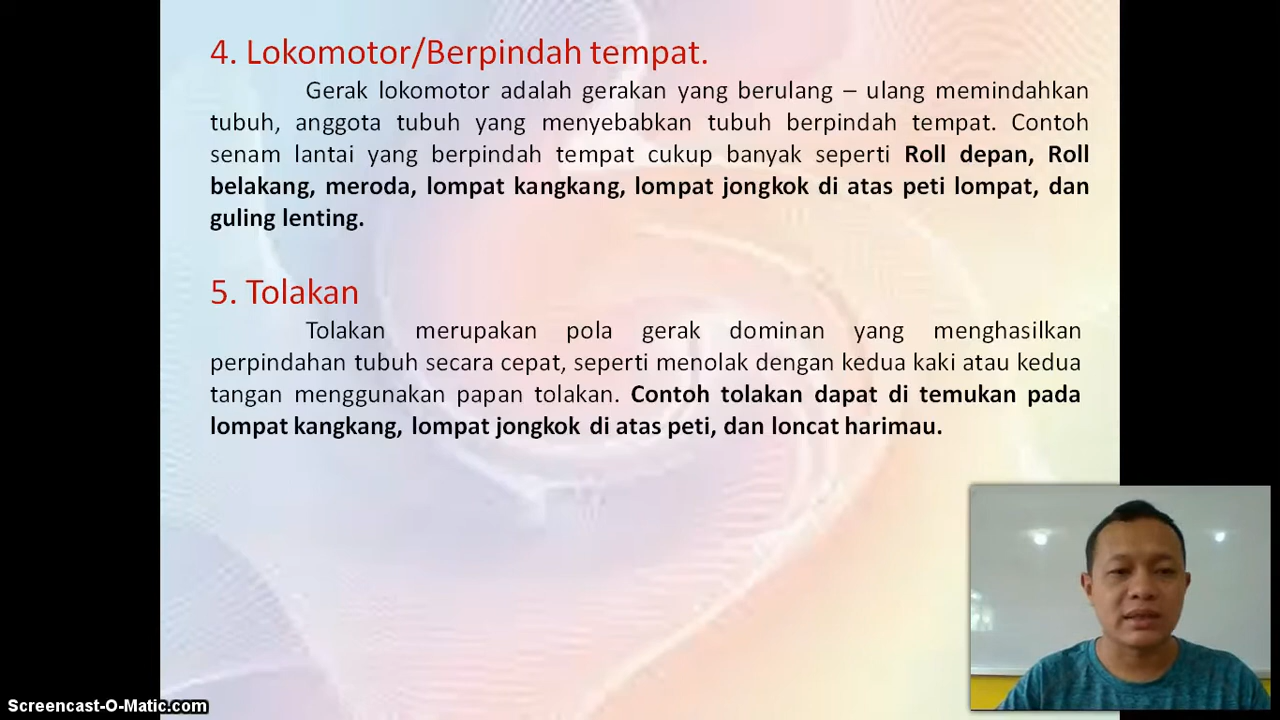 4. Lokomotor/Berpindah tempat.
Gerak lokomotor adalah gerakan yang berulang – ulang memindahkan
tubuh, anggota tubuh yang menyebabkan tubuh berpindah tempat. Contoh
senam lantai yang berpindah tempat cukup banyak seperti Roll depan, Roll
belakang, meroda, lompat kangkang, lompat jongkok di atas peti lompat, dan
guling lenting.
5. Tolakan
Tolakan merupakan pola gerak dominan yang menghasilkan
perpindahan tubuh secara cepat, seperti menolak dengan kedua kaki atau kedua
tangan menggunakan papan tolakan. Contoh tolakan dapat di temukan pada
lompat kangkang, lompat jongkok di atas peti, dan loncat harimau.
Screencast-O-Matic.com